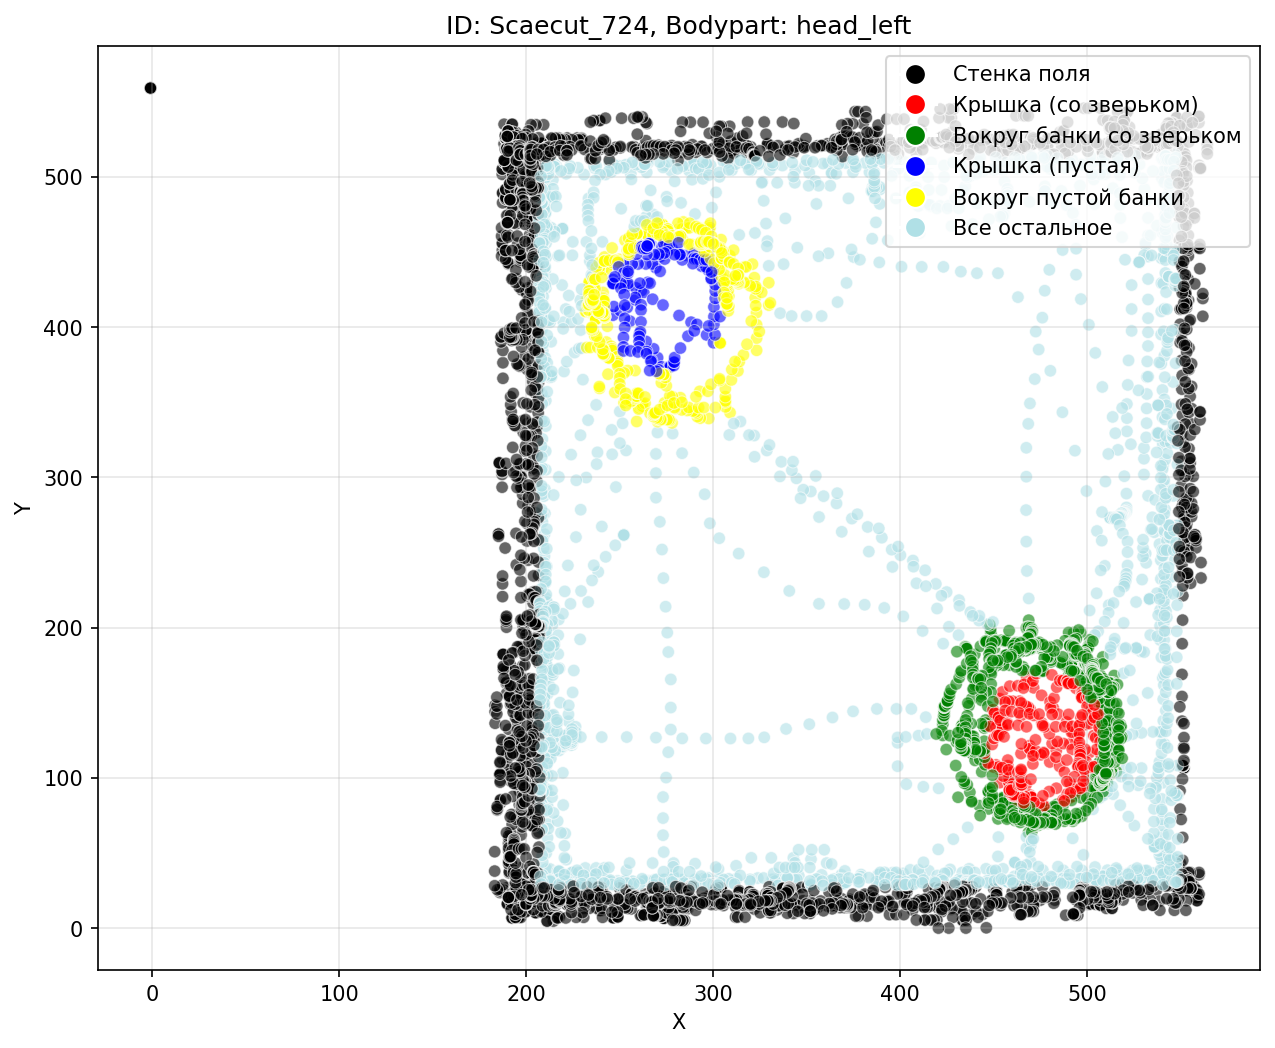 ID: Scaecut_724, Bodypart: head_left
Стенка поля
Крышка (со зверьком)
Вокруг банки со зверьком
Крышка (пустая)
Вокруг пустой банки
Все остальное
Y
500
400
300
200
100
0
0 100 200 300 400 500
X